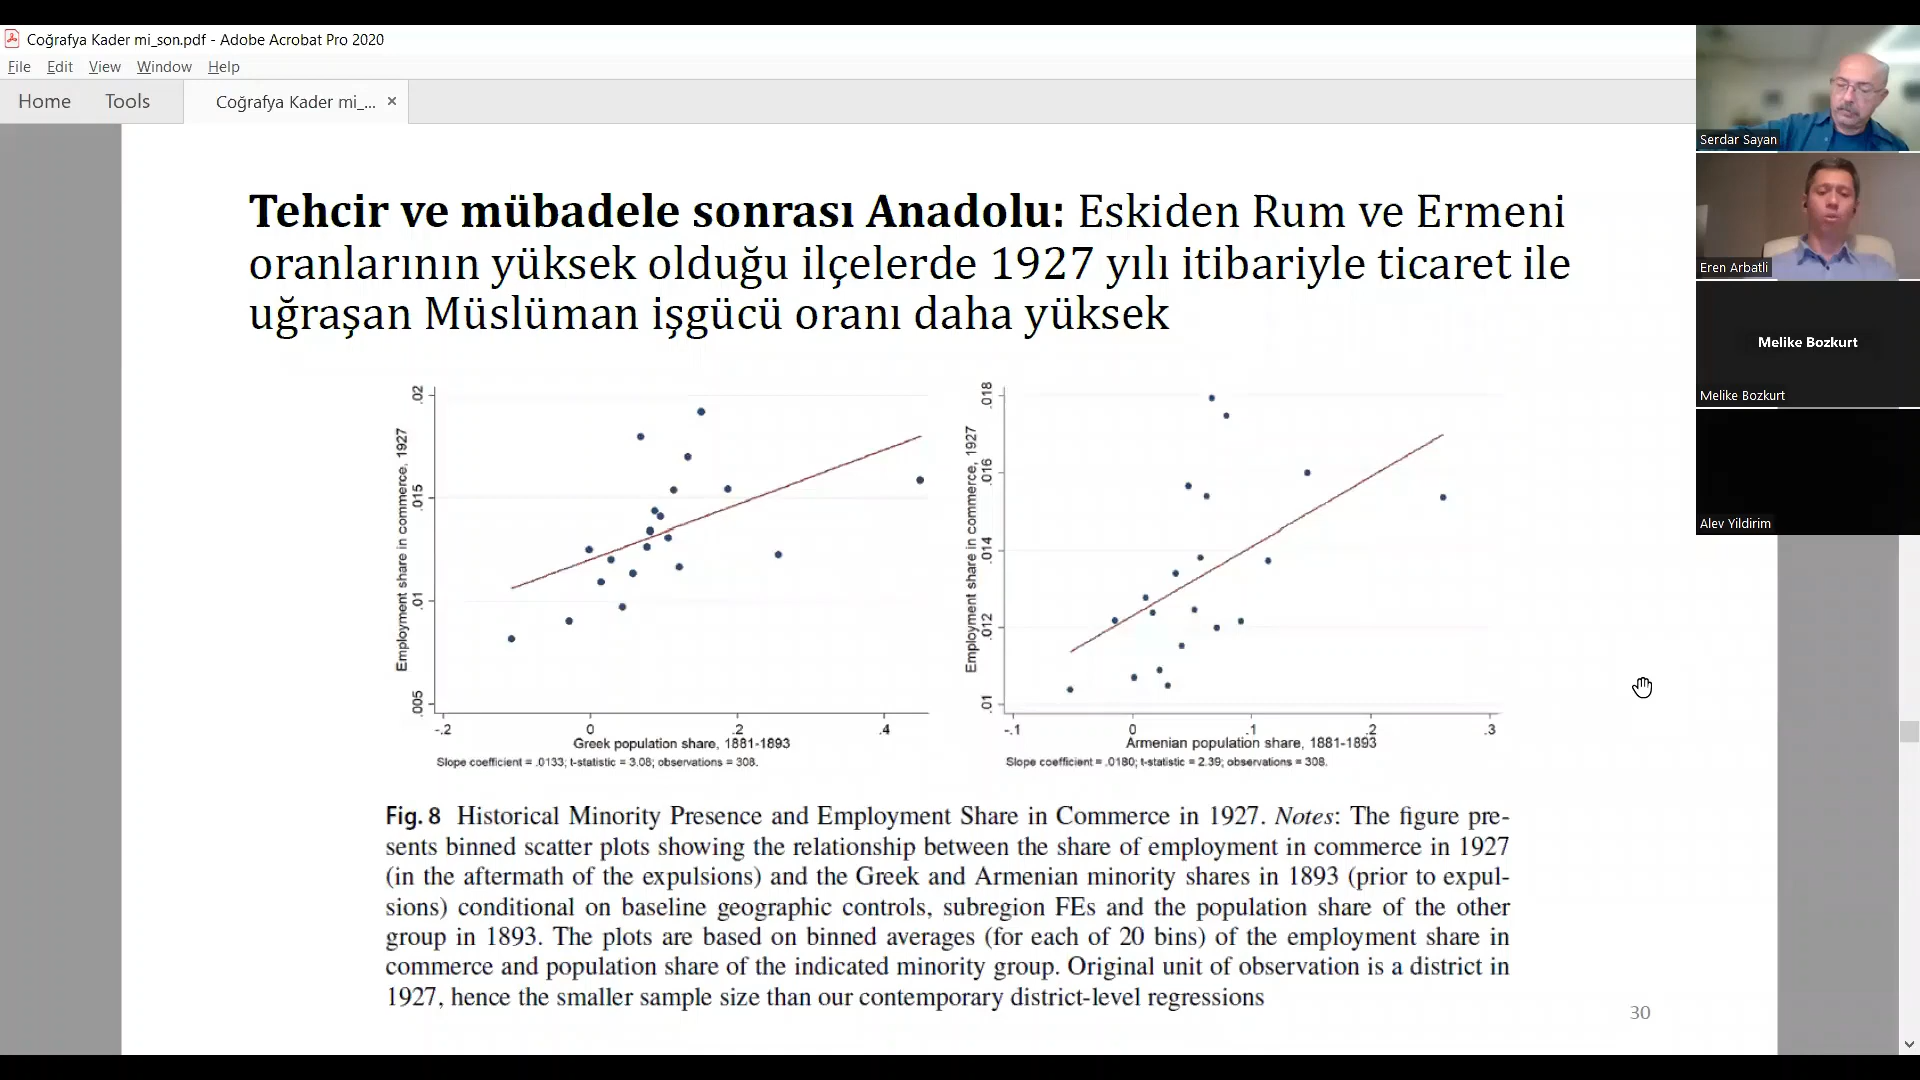 Coğrafya Kader mi_son.pdf - Adobe Acrobat Pro 2020
File Edit View Window Help
Home Tools Coğrafya Kader mi_... ×
Tehcir ve mübadele sonrası Anadolu: Eskiden Rum ve Ermeni
oranlarının yüksek olduğu ilçelerde 1927 yılı itibariyle ticaret ile
uğraşan Müslüman işgücü oranı daha yüksek
Employment share in commerce, 1927
.02
.015
.01
.005
-.2 0 .2 .4
Greek population share, 1881-1893
Slope coefficient = .0133; t-statistic = 3.08; observations = 308.
Employment share in commerce, 1927
.018
.016
.014
.012
.01
-.1 0 .1 .2 .3
Armenian population share, 1881-1893
Slope coefficient = .0180; t-statistic = 2.39; observations = 308.
Fig. 8 Historical Minority Presence and Employment Share in Commerce in 1927. Notes: The figure pre-
sents binned scatter plots showing the relationship between the share of employment in commerce in 1927
(in the aftermath of the expulsions) and the Greek and Armenian minority shares in 1893 (prior to expul-
sions) conditional on baseline geographic controls, subregion FEs and the population share of the other
group in 1893. The plots are based on binned averages (for each of 20 bins) of the employment share in
commerce and population share of the indicated minority group. Original unit of observation is a district in
1927, hence the smaller sample size than our contemporary district-level regressions
30
Serdar Sayan
Eren Arbatli
Melike Bozkurt
Melike Bozkurt
Alev Yildirim